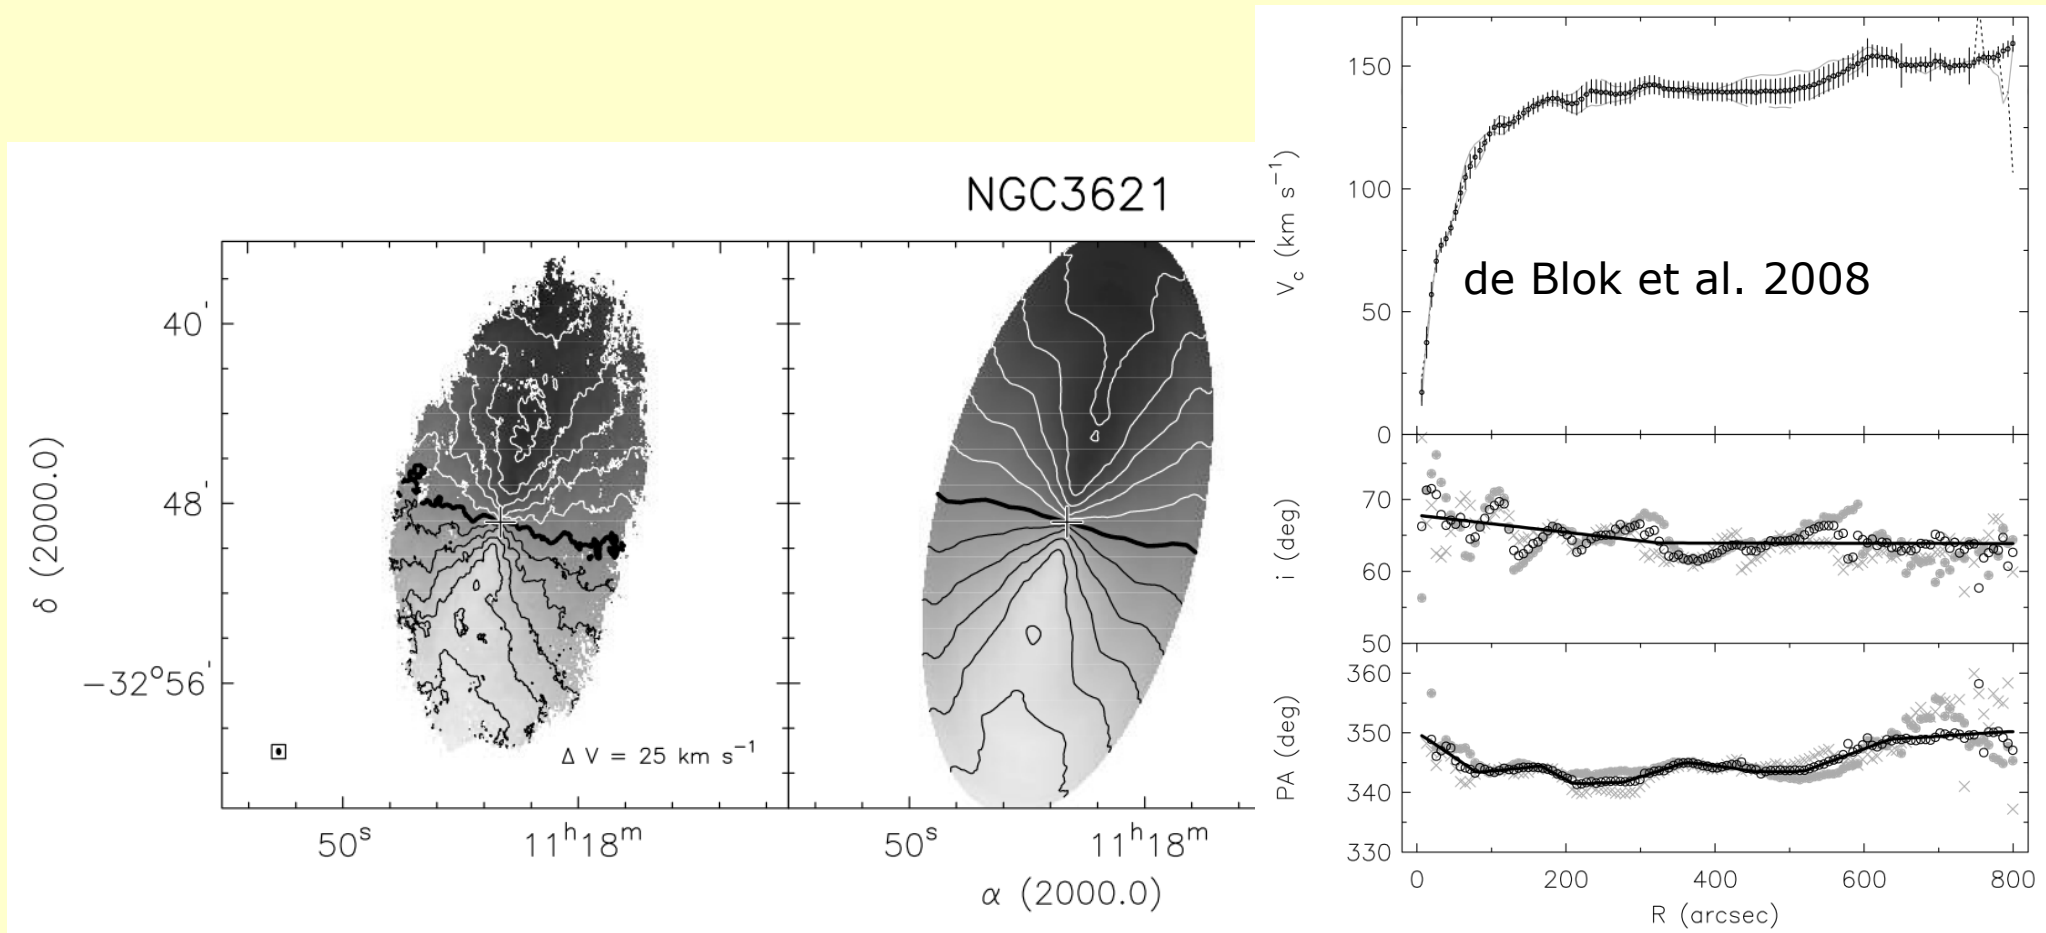 NGC3621
δ (2000.0)
40
48
−32°56
Δ V = 25 km s⁻¹
50ˢ
11ʰ18ᵐ
50ˢ
11ʰ18ᵐ
α (2000.0)
V_c (km s⁻¹)
150
100
50
0
de Blok et al. 2008
i (deg)
70
60
50
PA (deg)
360
350
340
330
0 200 400 600 800
R (arcsec)